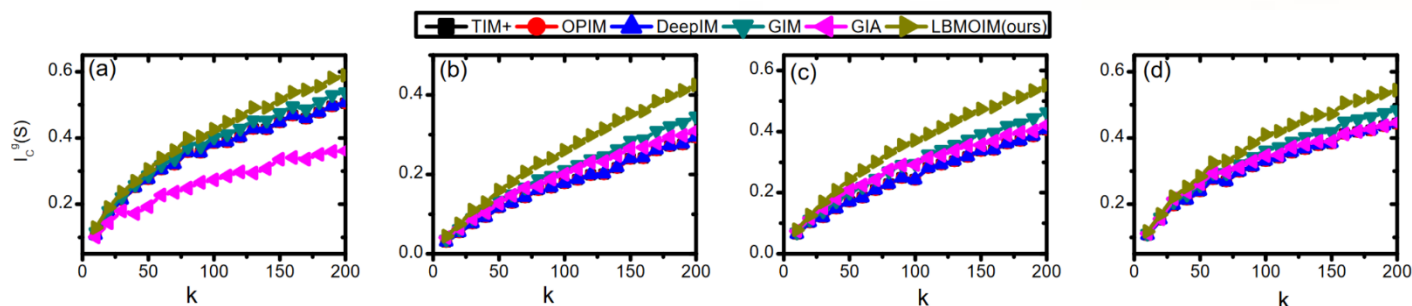 TIM+ OPIM DeepIM GIM GIA LBMOIM(ours)
(a) (b) (c) (d)
I_c^g(S)
0.6 0.4 0.6 0.6
0.4 0.2 0.4 0.4
0.2 0.0 0.2 0.2
0.0
0 50 100 150 200 0 50 100 150 200 0 50 100 150 200 0 50 100 150 200
k k k k